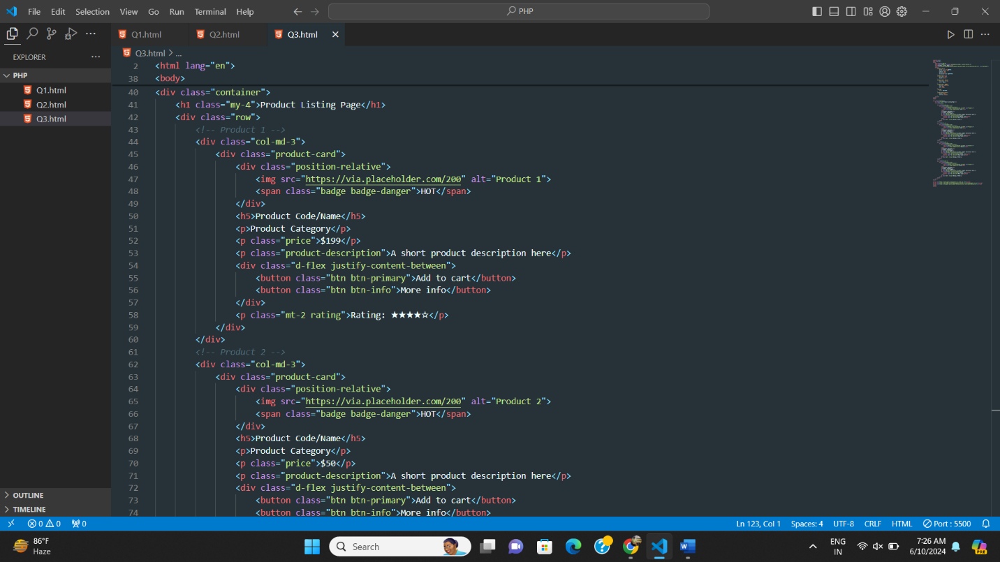 File Edit Selection View Go Run Terminal Help PHP
Q1.html Q2.html Q3.html
EXPLORER
PHP
Q1.html
Q2.html
Q3.html
OUTLINE
TIMELINE
Q3.html > ...
2 <html lang="en">
38 <body>
40 <div class="container">
41 <h1 class="my-4">Product Listing Page</h1>
42 <div class="row">
43 <!-- Product 1 -->
44 <div class="col-md-3">
45 <div class="product-card">
46 <div class="position-relative">
47 <img src="https://via.placeholder.com/200" alt="Product 1">
48 <span class="badge badge-danger">HOT</span>
49 </div>
50 <h5>Product Code/Name</h5>
51 <p>Product Category</p>
52 <p class="price">$199</p>
53 <p class="product-description">A short product description here</p>
54 <div class="d-flex justify-content-between">
55 <button class="btn btn-primary">Add to cart</button>
56 <button class="btn btn-info">More info</button>
57 </div>
58 <p class="mt-2 rating">Rating: ★★★★☆</p>
59 </div>
60 </div>
61 <!-- Product 2 -->
62 <div class="col-md-3">
63 <div class="product-card">
64 <div class="position-relative">
65 <img src="https://via.placeholder.com/200" alt="Product 2">
66 <span class="badge badge-danger">HOT</span>
67 </div>
68 <h5>Product Code/Name</h5>
69 <p>Product Category</p>
70 <p class="price">$50</p>
71 <p class="product-description">A short product description here</p>
72 <div class="d-flex justify-content-between">
73 <button class="btn btn-primary">Add to cart</button>
74 <button class="btn btn-info">More info</button>
0 0 0 Ln 123, Col 1 Spaces: 4 UTF-8 CRLF HTML Port : 5500
86°F
Haze
Search
ENG
IN
7:26 AM
6/10/2024
PRE